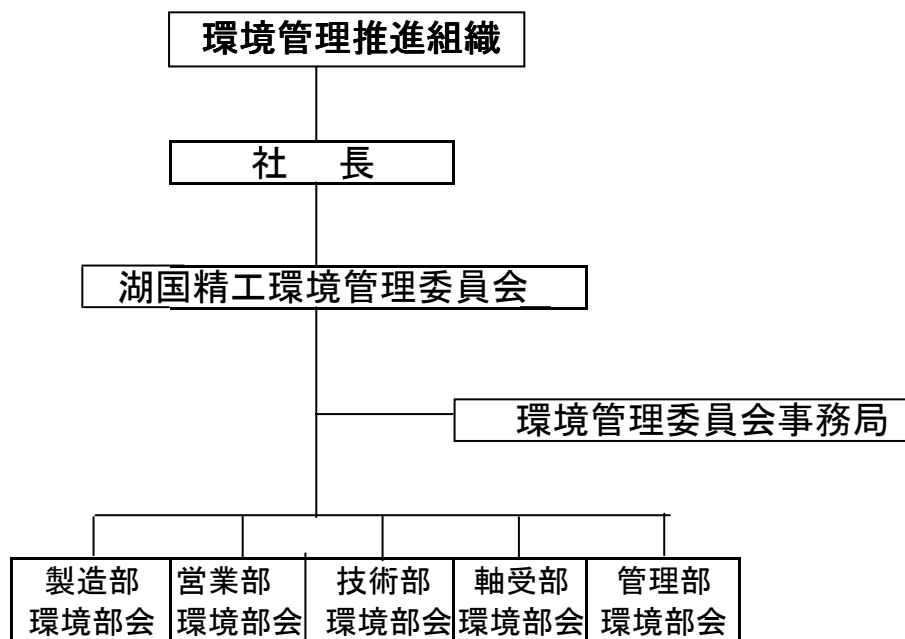 環境管理推進組織
社　長
湖国精工環境管理委員会
環境管理委員会事務局
製造部
環境部会
営業部
環境部会
技術部
環境部会
軸受部
環境部会
管理部
環境部会